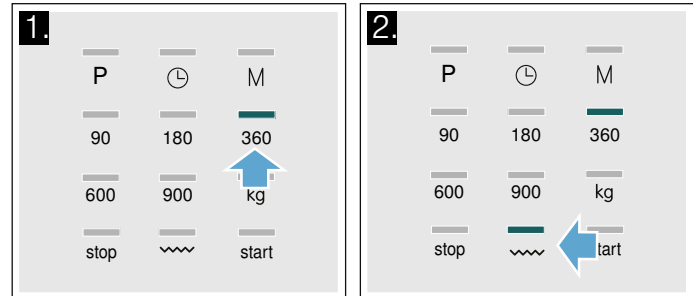 1.
P M
90 180 360
600 900 kg
stop start
2.
P M
90 180 360
600 900 kg
stop tart